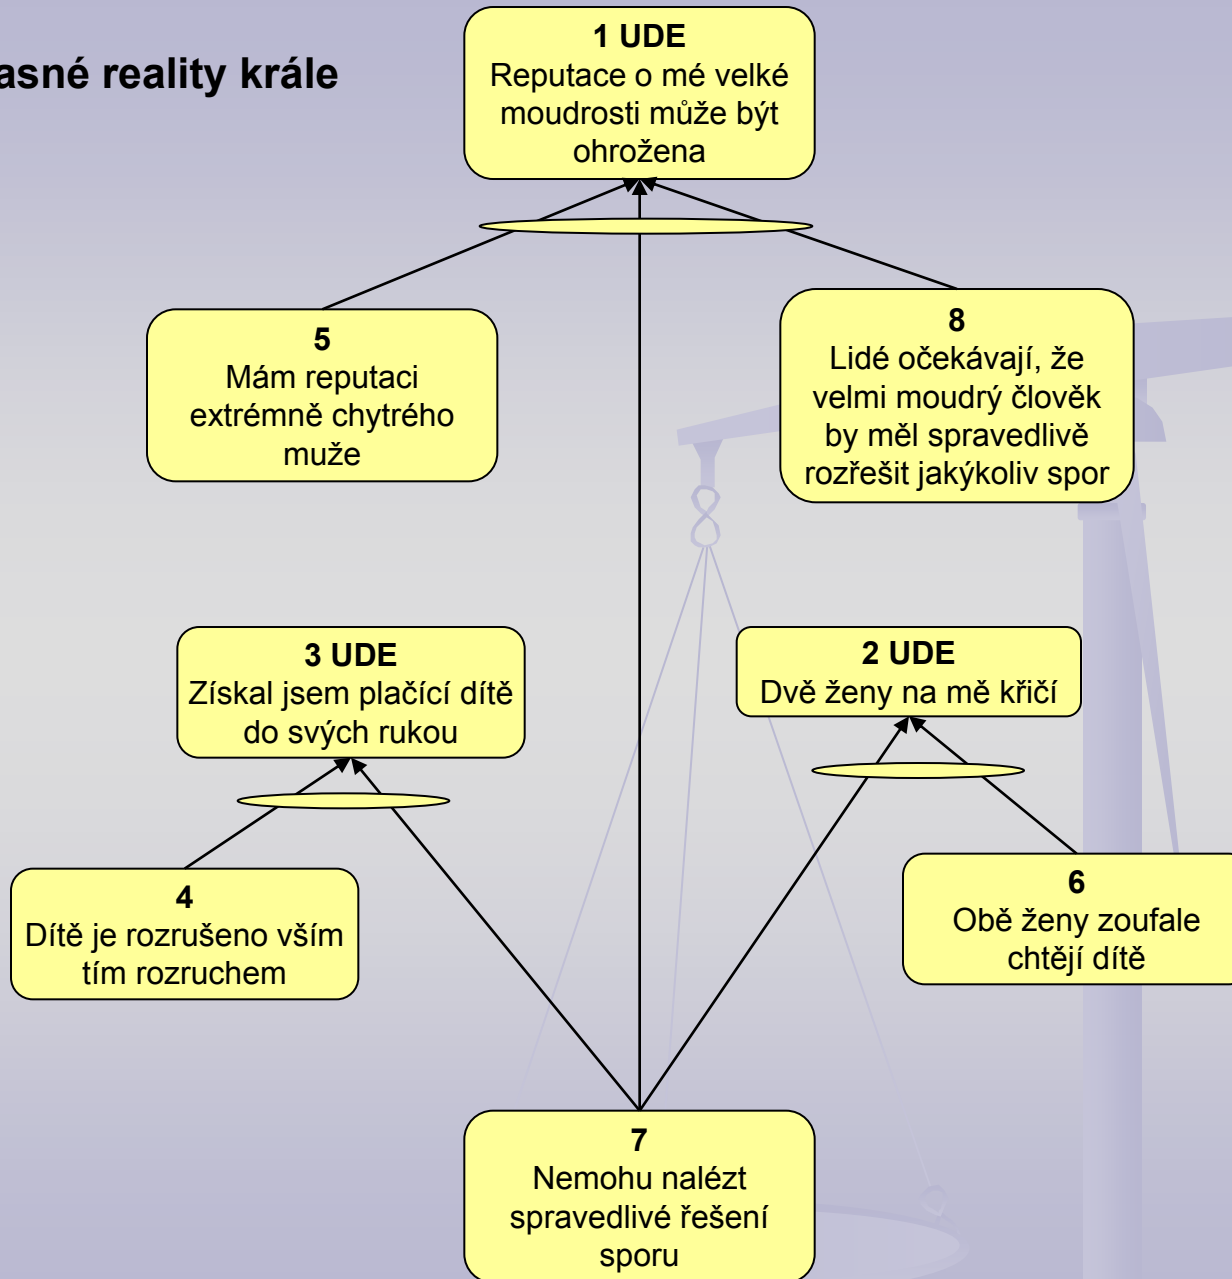 asné reality krále
1 UDE
Reputace o mé velké
moudrosti může být
ohrožena
5
Mám reputaci
extrémně chytrého
muže
8
Lidé očekávají, že
velmi moudrý člověk
by měl spravedlivě
rozřešit jakýkoliv spor
3 UDE
Získal jsem plačící dítě
do svých rukou
2 UDE
Dvě ženy na mě křičí
4
Dítě je rozrušeno vším
tím rozruchem
6
Obě ženy zoufale
chtějí dítě
7
Nemohu nalézt
spravedlivé řešení
sporu